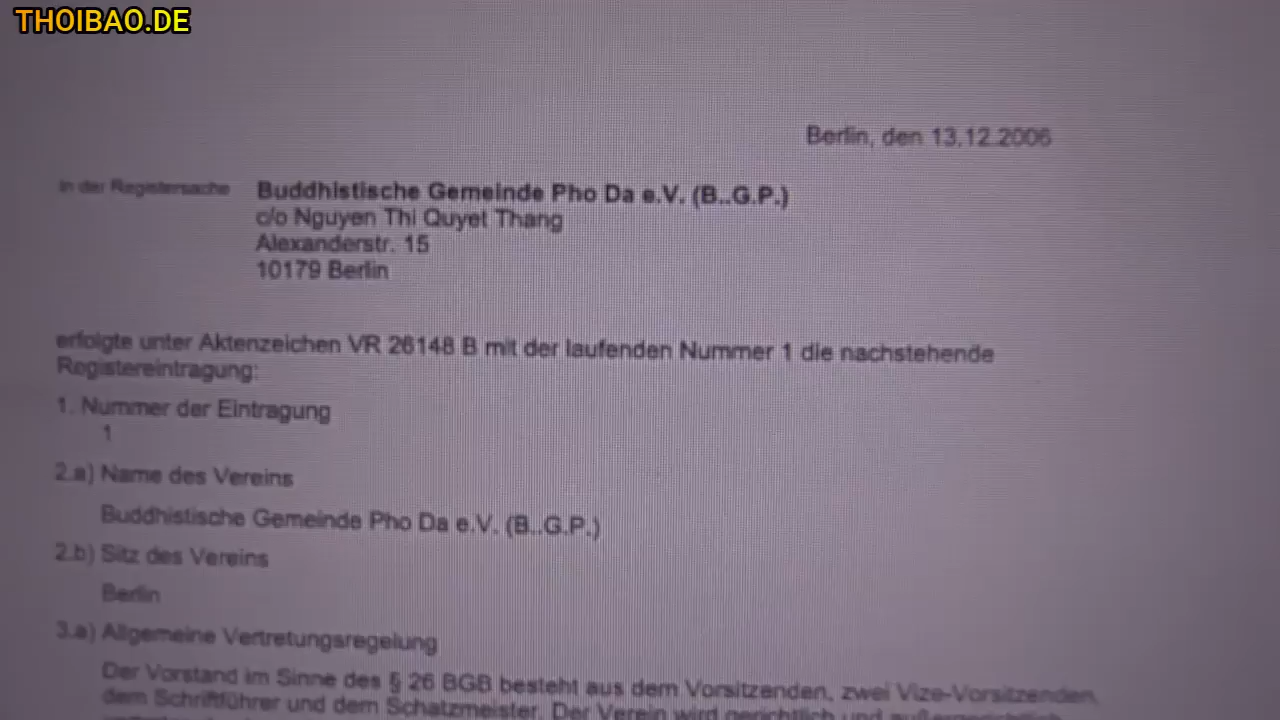 THOIBAO.DE
Berlin, den 13.12.2006
In der Registersache
Buddhistische Gemeinde Pho Da e.V. (B..G.P.)
c/o Nguyen Thi Quyet Thang
Alexanderstr. 15
10179 Berlin
erfolgte unter Aktenzeichen VR 26148 B mit der laufenden Nummer 1 die nachstehende
Registereintragung:
1. Nummer der Eintragung
1
2.a) Name des Vereins
Buddhistische Gemeinde Pho Da e.V. (B..G.P.)
2.b) Sitz des Vereins
Berlin
3.a) Allgemeine Vertretungsregelung
Der Vorstand im Sinne des § 26 BGB besteht aus dem Vorsitzenden, zwei Vize-Vorsitzenden,
dem Schriftführer und dem Schatzmeister. Der Verein wird gerichtlich und außergerichtlich